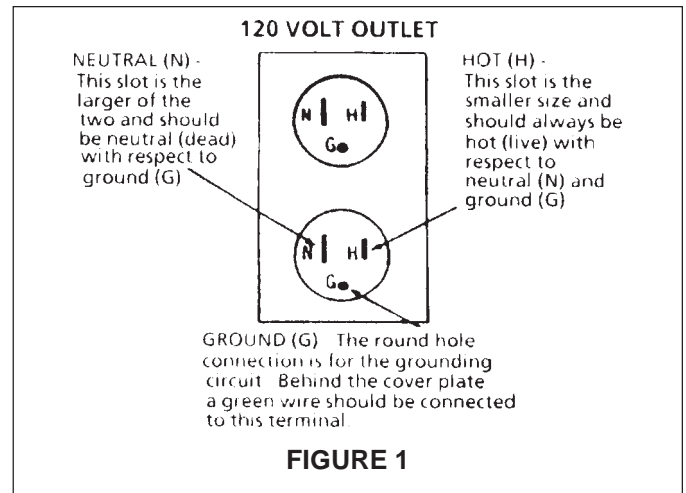 120 VOLT OUTLET
NEUTRAL (N) -
This slot is the
larger of the
two and should
be neutral (dead)
with respect to
ground (G)
HOT (H) -
This slot is the
smaller size and
should always be
hot (live) with
respect to
neutral (N) and
ground (G)
N H
G
N H
G
GROUND (G) The round hole
connection is for the grounding
circuit Behind the cover plate
a green wire should be connected
to this terminal.
FIGURE 1